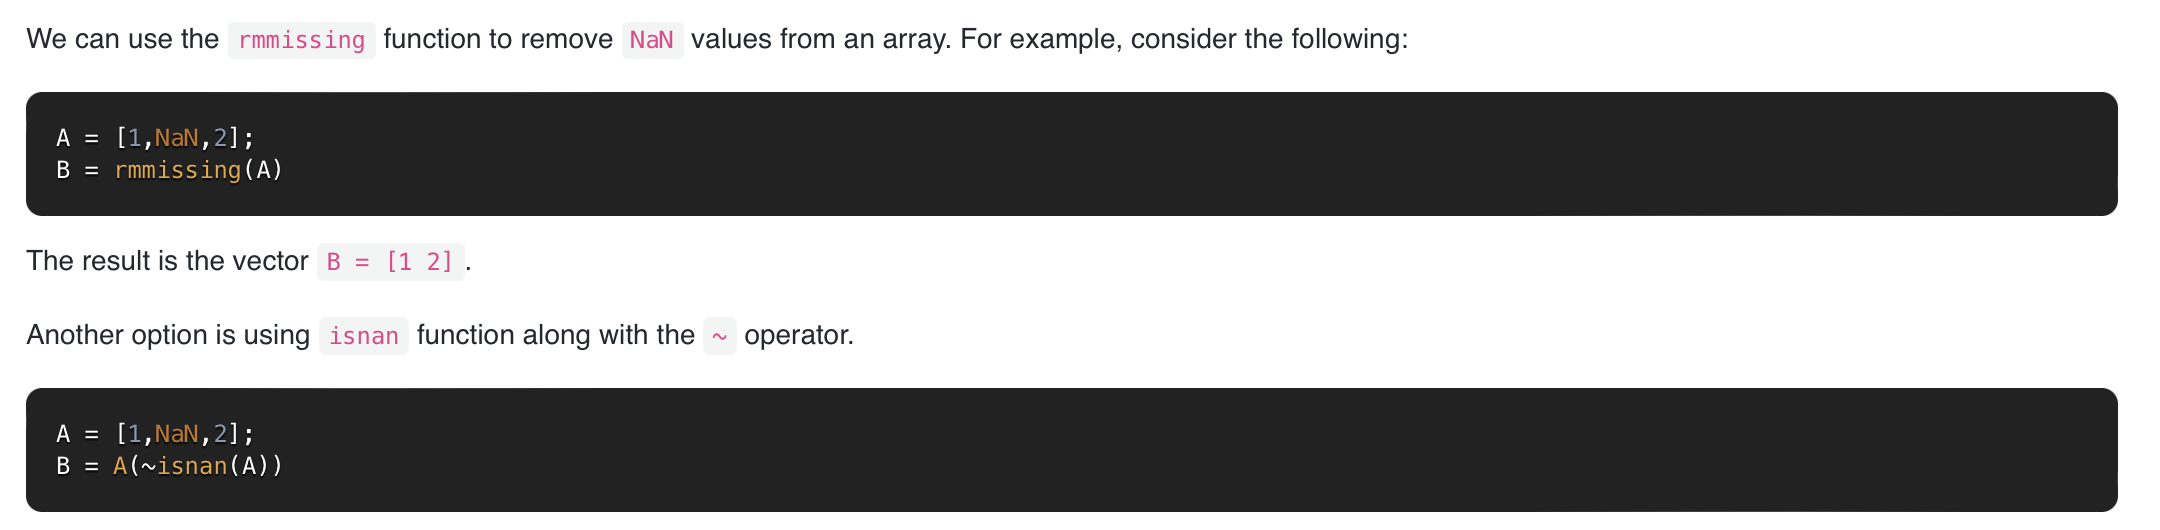 We can use the rmmissing function to remove NaN values from an array. For example, consider the following:
A = [1,NaN,2];
B = rmmissing(A)
The result is the vector B = [1 2] .
Another option is using isnan function along with the ~ operator.
A = [1,NaN,2];
B = A(~isnan(A))